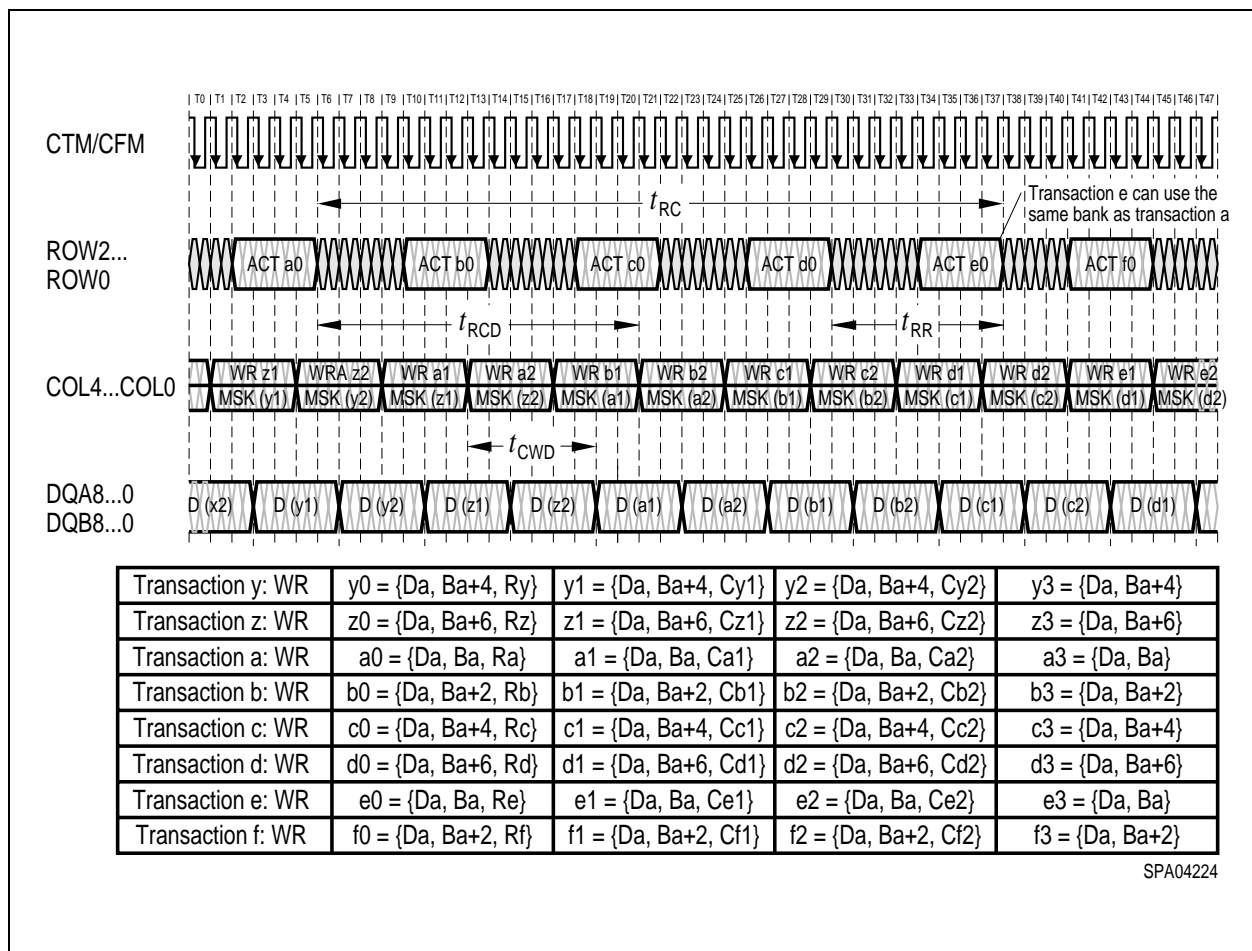 T0 T1 T2 T3 T4 T5 T6 T7 T8 T9 T10 T11 T12 T13 T14 T15 T16 T17 T18 T19 T20 T21 T22 T23 T24 T25 T26 T27 T28 T29 T30 T31 T32 T33 T34 T35 T36 T37 T38 T39 T40 T41 T42 T43 T44 T45 T46 T47
CTM/CFM
Transaction e can use the
same bank as transaction a
tRC
ROW2...
ROW0
ACT a0 ACT b0 ACT c0 ACT d0 ACT e0 ACT f0
tRCD tRR
COL4...COL0
WR z1 WRA z2 WR a1 WR a2 WR b1 WR b2 WR c1 WR c2 WR d1 WR d2 WR e1 WR e2
MSK (y1) MSK (y2) MSK (z1) MSK (z2) MSK (a1) MSK (a2) MSK (b1) MSK (b2) MSK (c1) MSK (c2) MSK (d1) MSK (d2)
tCWD
DQA8...0
DQB8...0
D (x2) D (y1) D (y2) D (z1) D (z2) D (a1) D (a2) D (b1) D (b2) D (c1) D (c2) D (d1)
Transaction y: WR y0 = {Da, Ba+4, Ry} y1 = {Da, Ba+4, Cy1} y2 = {Da, Ba+4, Cy2} y3 = {Da, Ba+4}
Transaction z: WR z0 = {Da, Ba+6, Rz} z1 = {Da, Ba+6, Cz1} z2 = {Da, Ba+6, Cz2} z3 = {Da, Ba+6}
Transaction a: WR a0 = {Da, Ba, Ra} a1 = {Da, Ba, Ca1} a2 = {Da, Ba, Ca2} a3 = {Da, Ba}
Transaction b: WR b0 = {Da, Ba+2, Rb} b1 = {Da, Ba+2, Cb1} b2 = {Da, Ba+2, Cb2} b3 = {Da, Ba+2}
Transaction c: WR c0 = {Da, Ba+4, Rc} c1 = {Da, Ba+4, Cc1} c2 = {Da, Ba+4, Cc2} c3 = {Da, Ba+4}
Transaction d: WR d0 = {Da, Ba+6, Rd} d1 = {Da, Ba+6, Cd1} d2 = {Da, Ba+6, Cd2} d3 = {Da, Ba+6}
Transaction e: WR e0 = {Da, Ba, Re} e1 = {Da, Ba, Ce1} e2 = {Da, Ba, Ce2} e3 = {Da, Ba}
Transaction f: WR f0 = {Da, Ba+2, Rf} f1 = {Da, Ba+2, Cf1} f2 = {Da, Ba+2, Cf2} f3 = {Da, Ba+2}
SPA04224